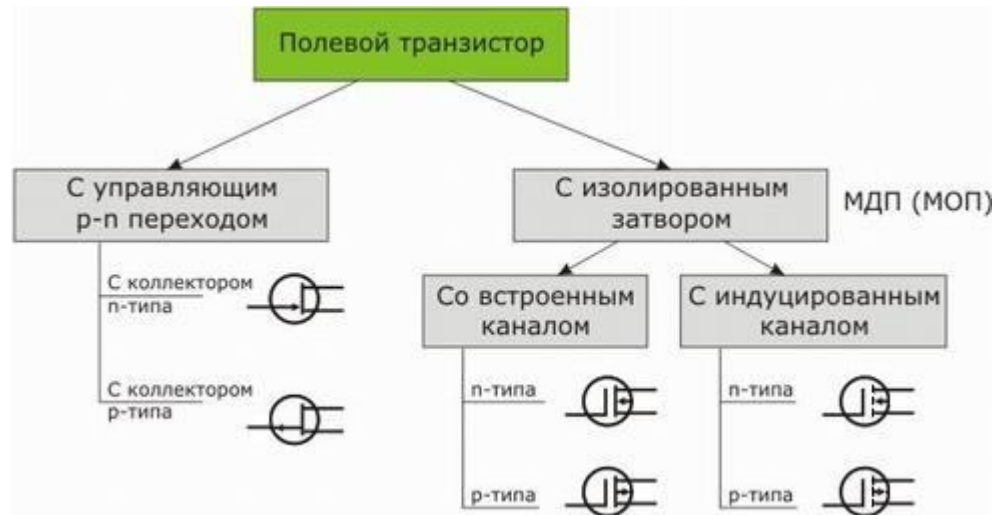 Полевой транзистор
С управляющим
p-n переходом
С изолированным
затвором
МДП (МОП)
С коллектором
n-типа
С коллектором
p-типа
Со встроенным
каналом
n-типа
p-типа
С индуцированным
каналом
n-типа
p-типа